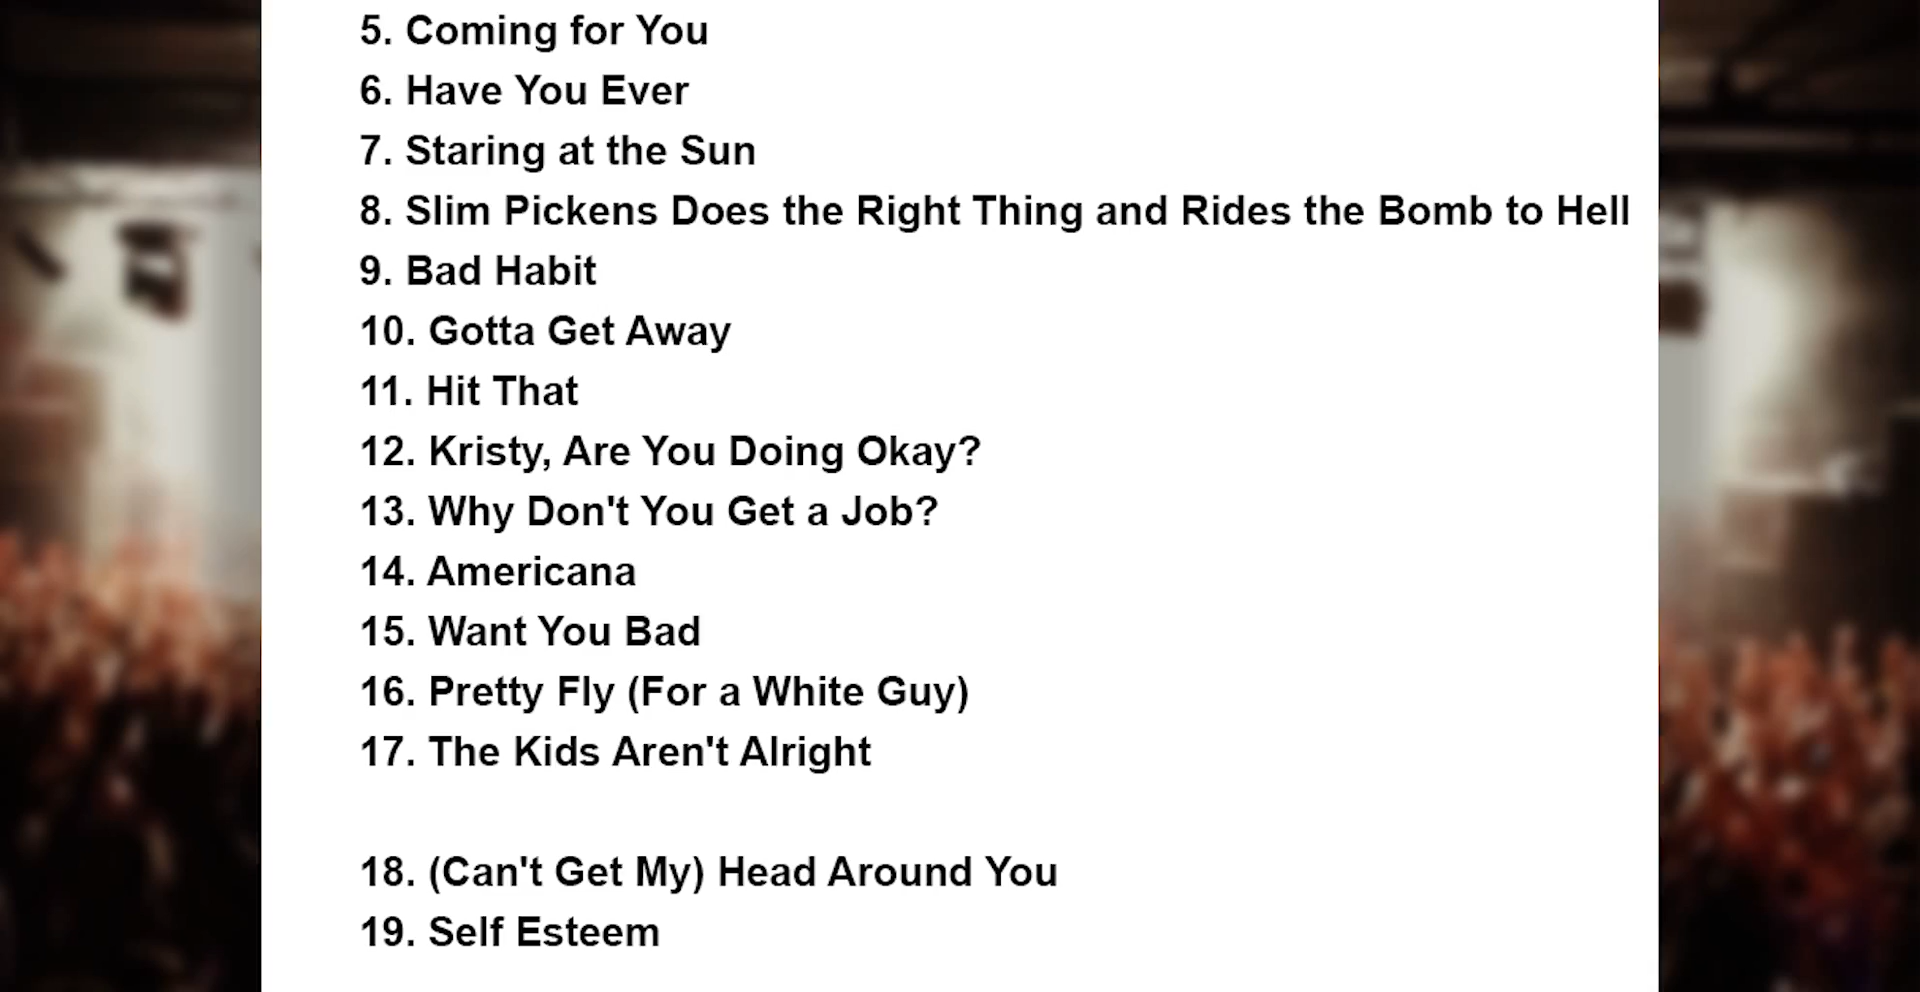 5. Coming for You
6. Have You Ever
7. Staring at the Sun
8. Slim Pickens Does the Right Thing and Rides the Bomb to Hell
9. Bad Habit
10. Gotta Get Away
11. Hit That
12. Kristy, Are You Doing Okay?
13. Why Don't You Get a Job?
14. Americana
15. Want You Bad
16. Pretty Fly (For a White Guy)
17. The Kids Aren't Alright
18. (Can't Get My) Head Around You
19. Self Esteem